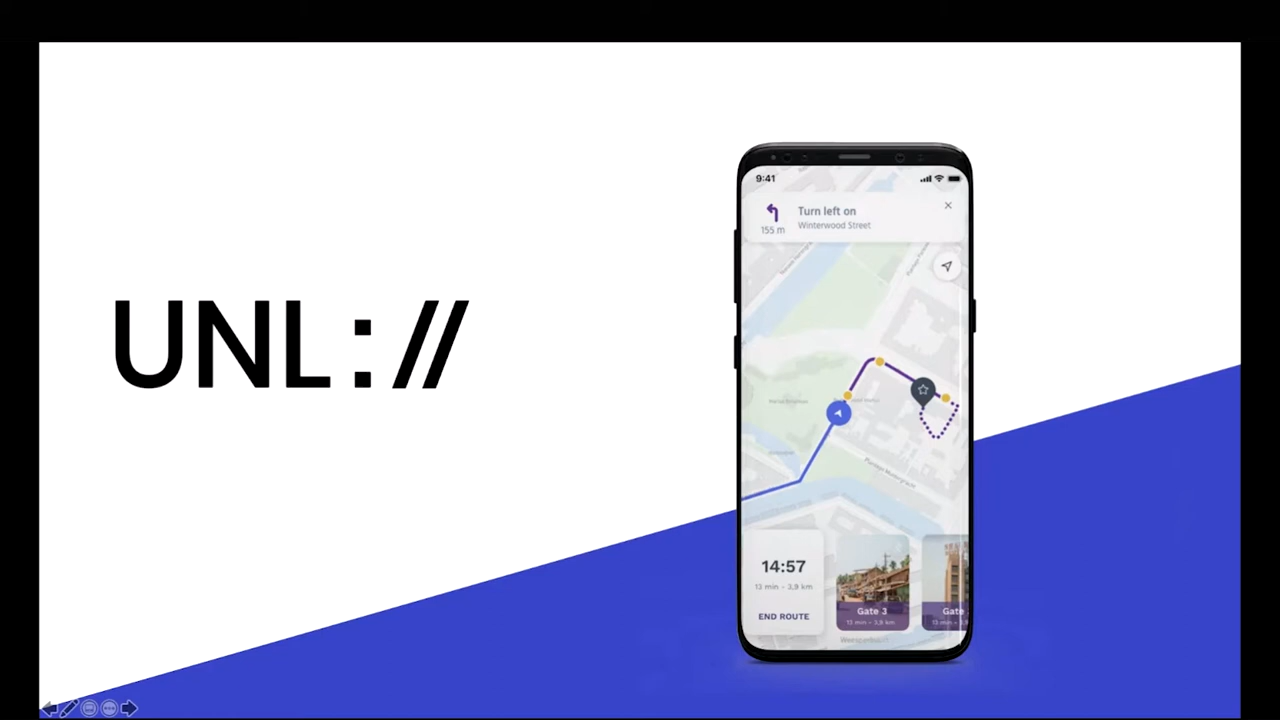 UNL://
9:41
Turn left on
155 m
Winterwood Street
14:57
13 min - 3,9 km
END ROUTE
Gate 3
13 min - 3,9 km
Gate